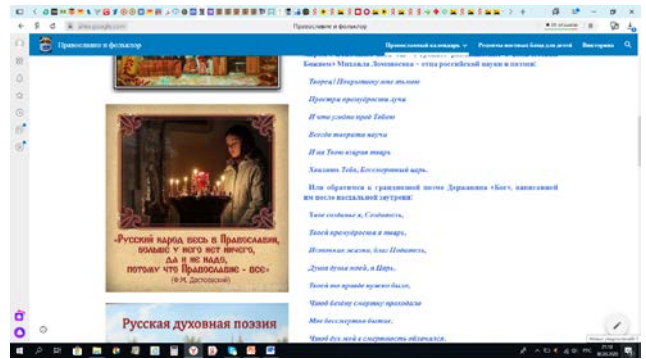 Православие и фольклор
Православие и фольклор
Православный календарь
Рецепты постных блюд для детей
Викторина
Божием» Михаила Ломоносова – отца российской науки и поэзии:
Творец! Покрытому мне тьмою
Простри премудрости лучи
И что угодно пред Тобою
Всегда творити научи
И на Твою взирая тварь,
Хвалить Тебя, Бессмертный царь.
Или обратимся к грандиозной поэме Державина «Бог», написанной
им после пасхальной заутрени:
Твое созданье я, Создатель,
Твоей премудрости я тварь,
Источник жизни, благ Податель,
Душа души моей, и Царь,
Твоей то правде нужно было,
Чтоб бездну смертну преходило
Мое бессмертно бытие,
Чтоб дух мой в смертность облачился,
«Русский народ весь в Православии,
больше у него нет ничего,
да и не надо,
потому что Православие - все»
(Ф.М. Достоевский)
Русская духовная поэзия